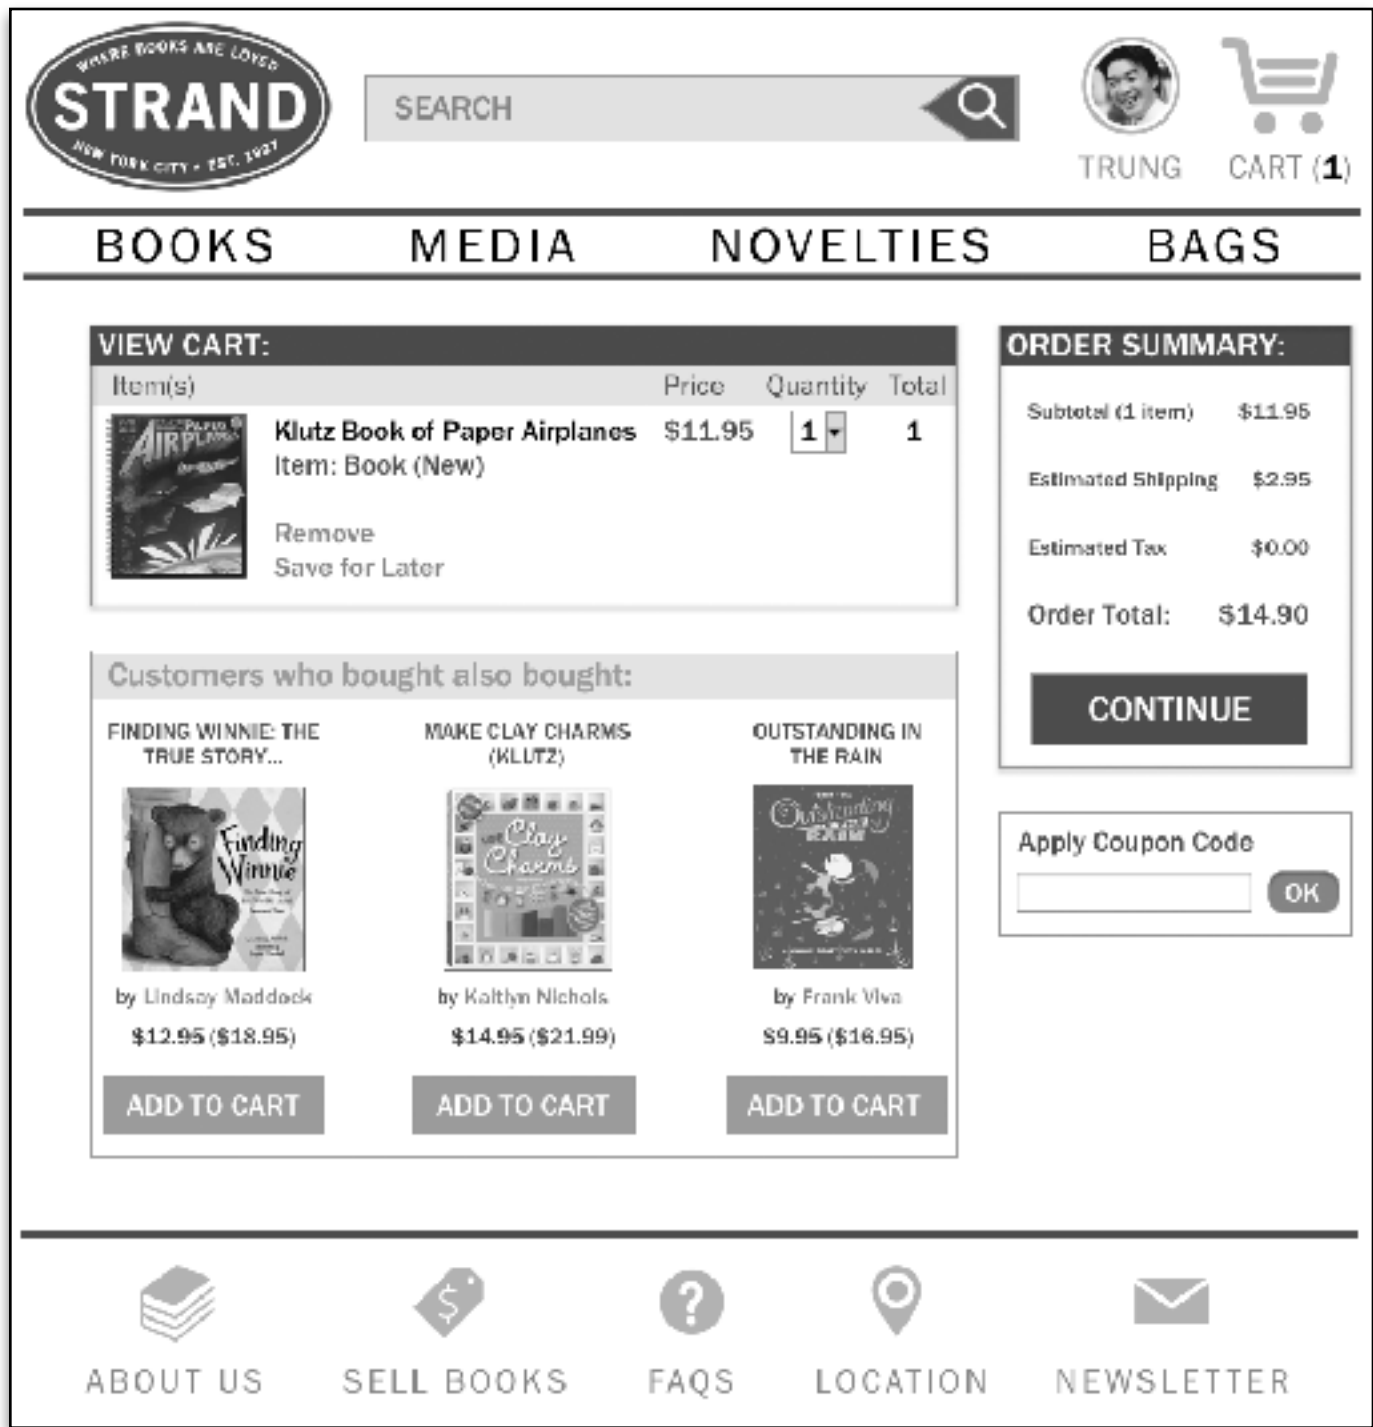 WHERE BOOKS ARE LOVED
STRAND
NEW YORK CITY • EST. 1927
SEARCH
TRUNG
CART (1)
BOOKS MEDIA NOVELTIES BAGS
VIEW CART:
Item(s) Price Quantity Total
AIRPLANES
Klutz Book of Paper Airplanes $11.95 1 1
Item: Book (New)
Remove
Save for Later
ORDER SUMMARY:
Subtotal (1 item) $11.95
Estimated Shipping $2.95
Estimated Tax $0.00
Order Total: $14.90
CONTINUE
Apply Coupon Code
OK
Customers who bought also bought:
FINDING WINNIE: THE
TRUE STORY...
Finding
Winnie
by Lindsay Maddock
$12.95 ($18.95)
ADD TO CART
MAKE CLAY CHARMS
(KLUTZ)
Clay
Charms
by Kaitlyn Nichols
$14.95 ($21.99)
ADD TO CART
OUTSTANDING IN
THE RAIN
Outstanding
by Frank Viva
$9.95 ($16.95)
ADD TO CART
ABOUT US
SELL BOOKS
FAQS
LOCATION
NEWSLETTER